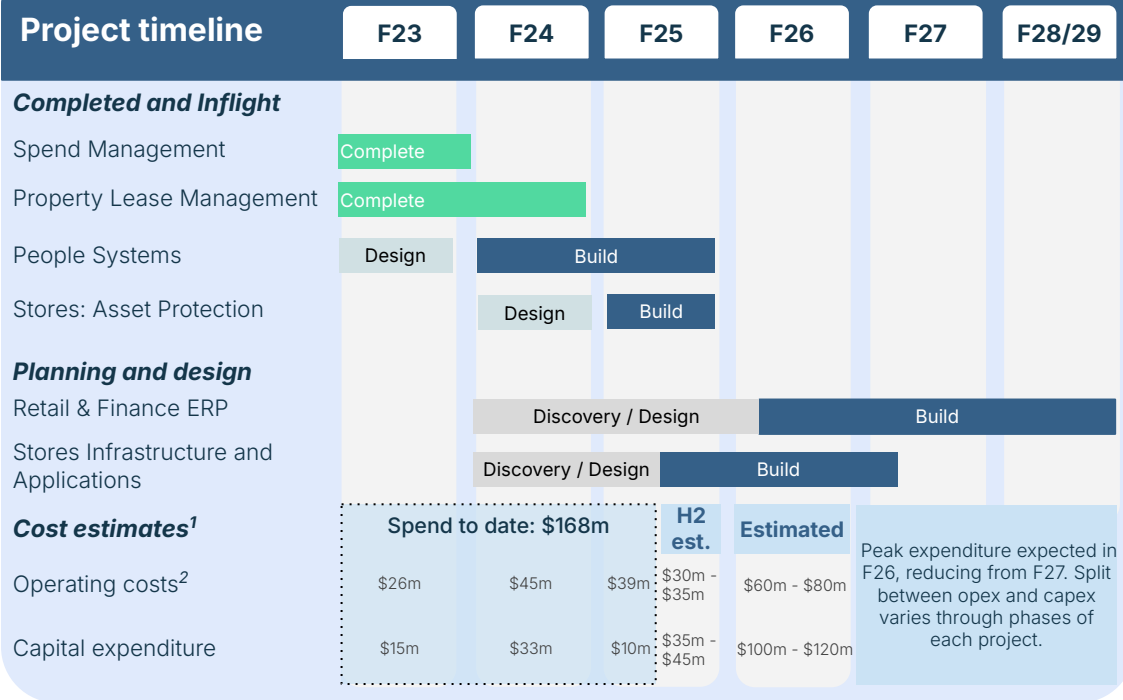 Project timeline F23 F24 F25 F26 F27 F28/29
Completed and Inflight
Spend Management Complete
Property Lease Management Complete
People Systems Design Build
Stores: Asset Protection Design Build
Planning and design
Retail & Finance ERP Discovery / Design Build
Stores Infrastructure and
Applications
Discovery / Design Build
Cost estimates¹ Spend to date: $168m
H2
est.
Estimated
Operating costs² $26m $45m $39m
$30m -
$35m
$60m - $80m
Capital expenditure $15m $33m $10m
$35m -
$45m
$100m - $120m
Peak expenditure expected in
F26, reducing from F27. Split
between opex and capex
varies through phases of
each project.